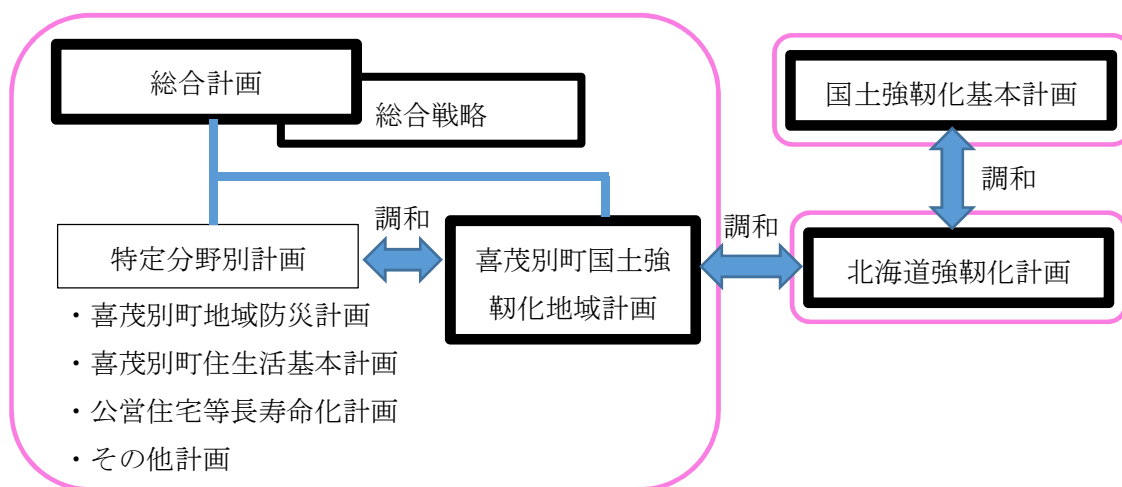 総合計画
総合戦略
国土強靭化基本計画
調和
調和
調和
特定分野別計画
喜茂別町国土強
靭化地域計画
北海道強靭化計画
・喜茂別町地域防災計画
・喜茂別町住生活基本計画
・公営住宅等長寿命化計画
・その他計画